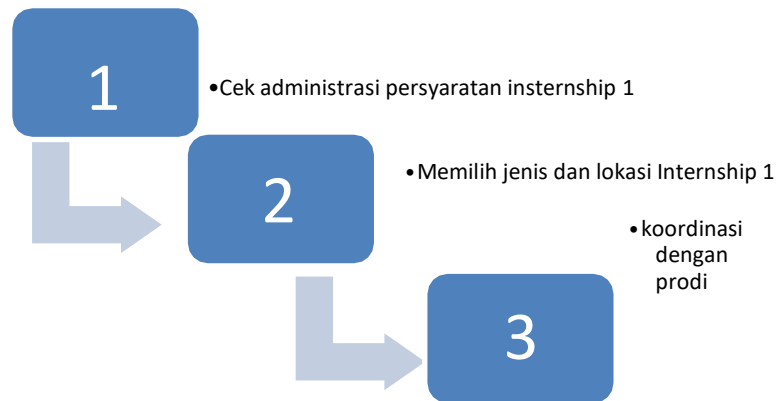 1
•Cek administrasi persyaratan insternship 1
2
•Memilih jenis dan lokasi Internship 1
3
•koordinasi
dengan
prodi